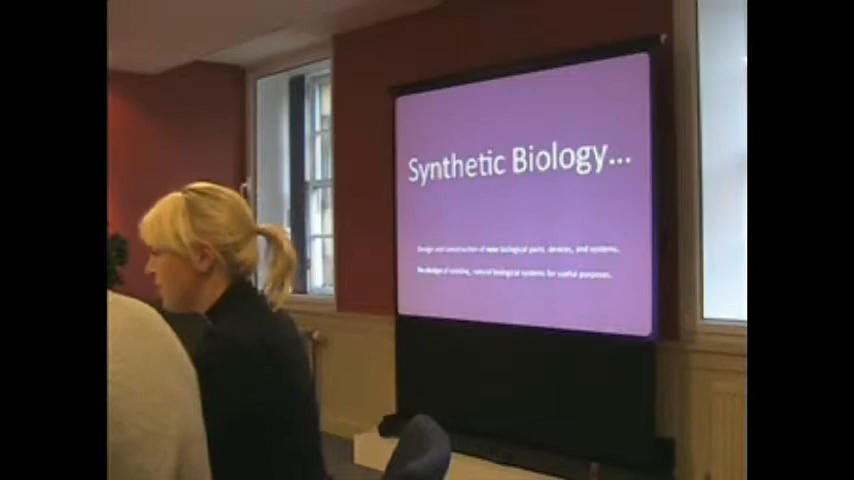 Synthetic Biology...
Design and construction of new biological parts, devices, and systems.
Re-design of existing, natural biological systems for useful purposes.